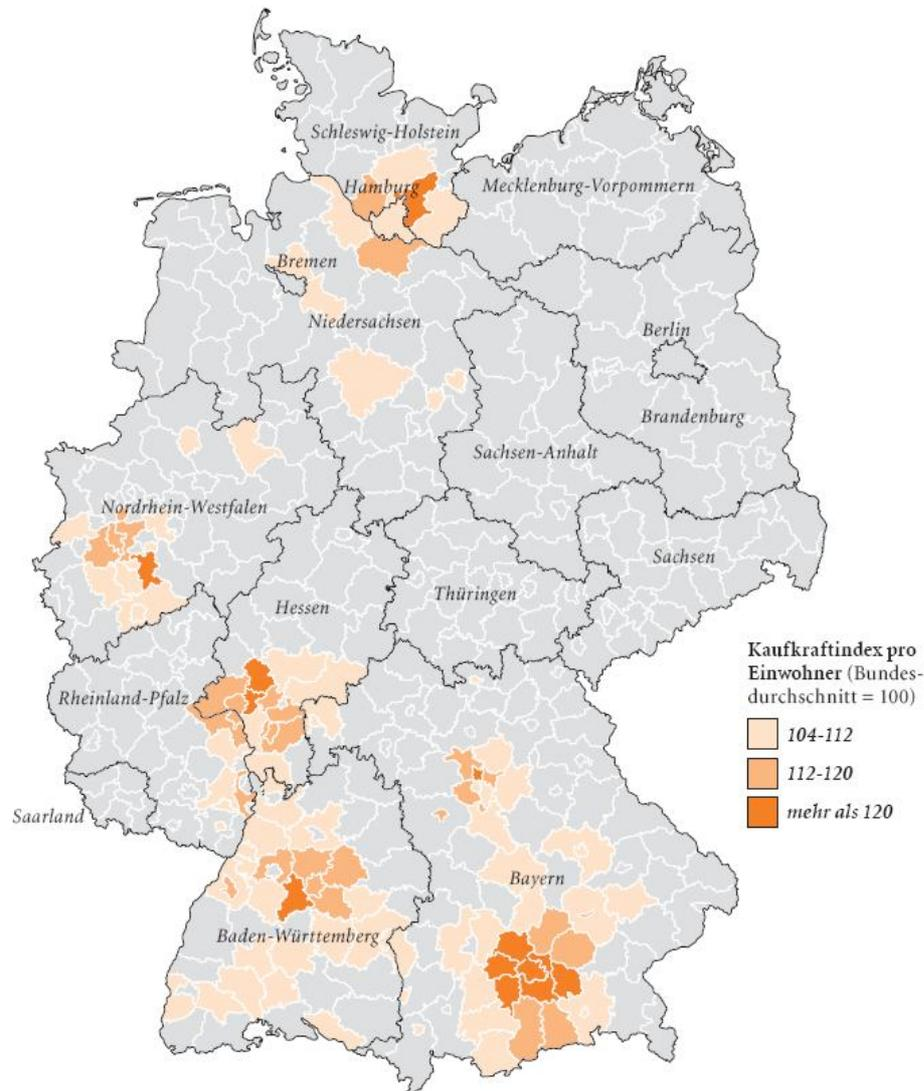 Schleswig-Holstein
Hamburg
Mecklenburg-Vorpommern
Bremen
Niedersachsen
Berlin
Brandenburg
Sachsen-Anhalt
Nordrhein-Westfalen
Sachsen
Thüringen
Hessen
Rheinland-Pfalz
Saarland
Bayern
Baden-Württemberg
Kaufkraftindex pro
Einwohner (Bundes-
durchschnitt = 100)
104-112
112-120
mehr als 120